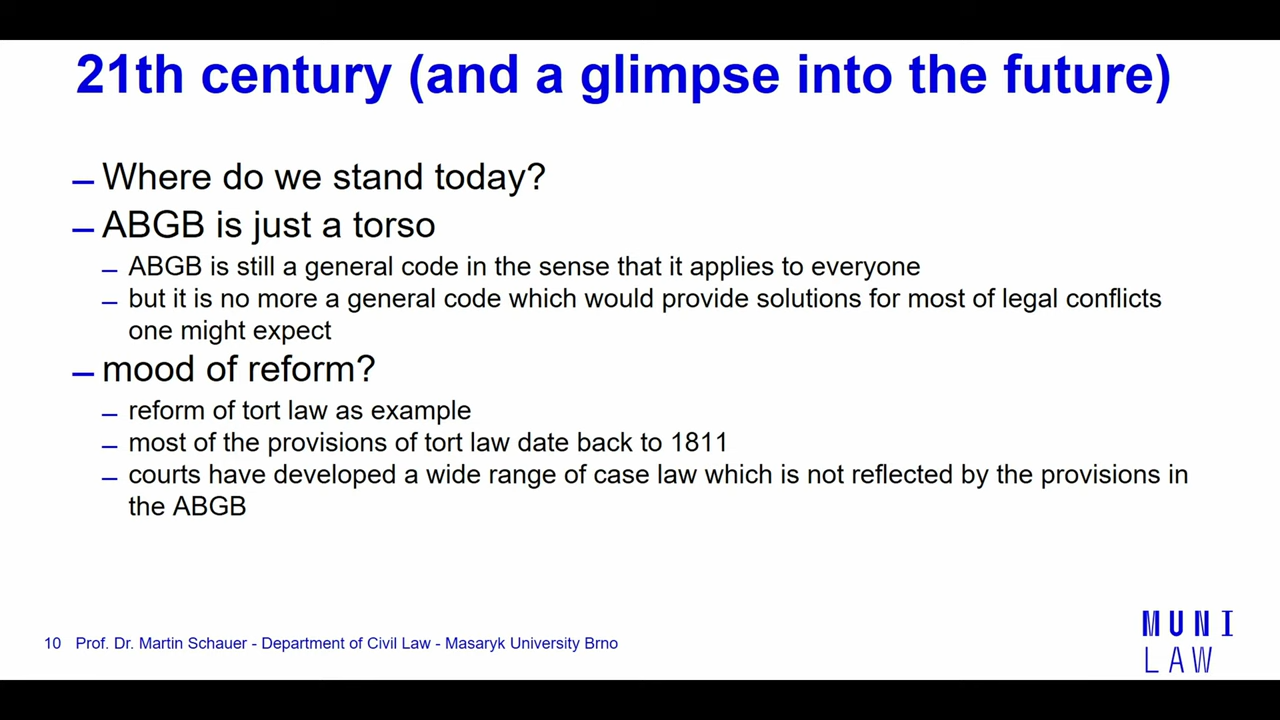 21th century (and a glimpse into the future)
– Where do we stand today?
– ABGB is just a torso
– ABGB is still a general code in the sense that it applies to everyone
– but it is no more a general code which would provide solutions for most of legal conflicts
one might expect
– mood of reform?
– reform of tort law as example
– most of the provisions of tort law date back to 1811
– courts have developed a wide range of case law which is not reflected by the provisions in
the ABGB
10 Prof. Dr. Martin Schauer - Department of Civil Law - Masaryk University Brno
MUNI
LAW